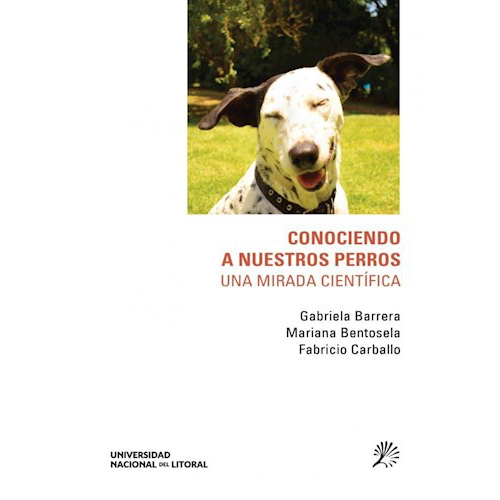 CONOCIENDO
A NUESTROS PERROS
UNA MIRADA CIENTÍFICA
Gabriela Barrera
Mariana Bentosela
Fabricio Carballo
UNIVERSIDAD
NACIONAL DEL LITORAL